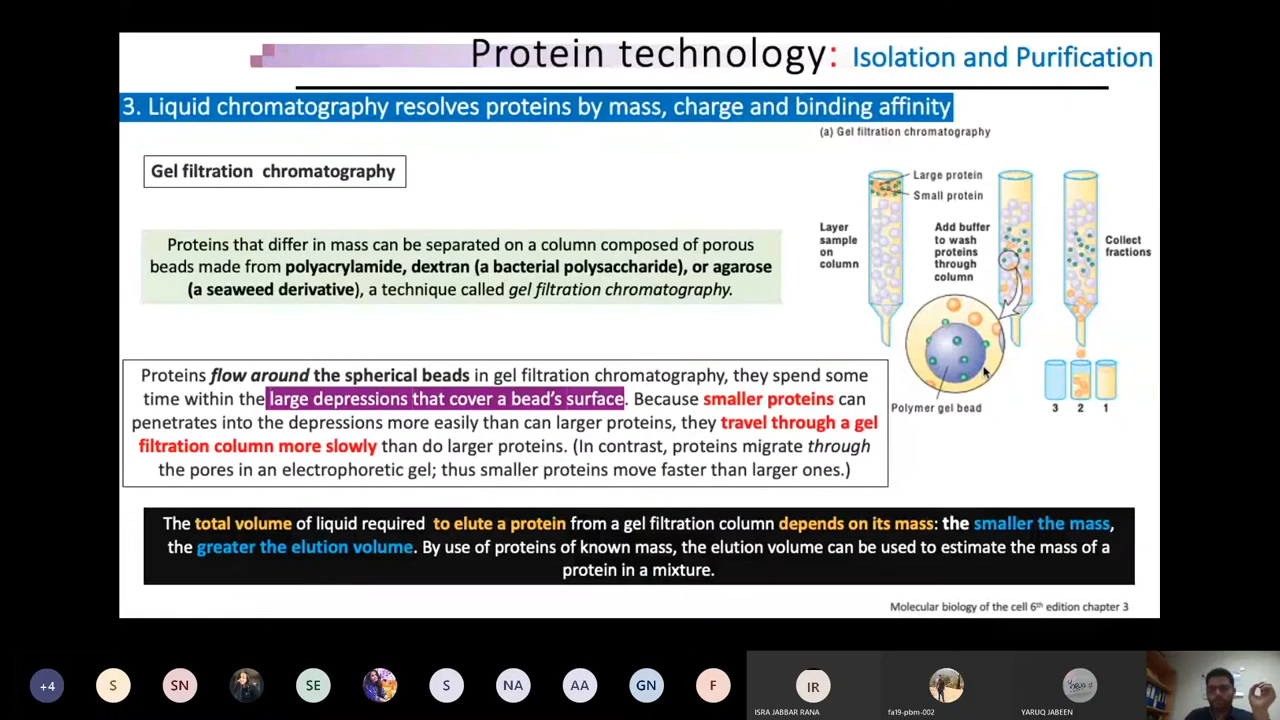 Protein technology: Isolation and Purification
3. Liquid chromatography resolves proteins by mass, charge and binding affinity
(a) Gel filtration chromatography
Gel filtration chromatography
Large protein
Small protein
Layer
sample
on
column
Add buffer
to wash
proteins
through
column
Collect
fractions
Proteins that differ in mass can be separated on a column composed of porous
beads made from polyacrylamide, dextran (a bacterial polysaccharide), or agarose
(a seaweed derivative), a technique called gel filtration chromatography.
Polymer gel bead
3 2 1
Proteins flow around the spherical beads in gel filtration chromatography, they spend some
time within the large depressions that cover a bead’s surface. Because smaller proteins can
penetrates into the depressions more easily than can larger proteins, they travel through a gel
filtration column more slowly than do larger proteins. (In contrast, proteins migrate through
the pores in an electrophoretic gel; thus smaller proteins move faster than larger ones.)
The total volume of liquid required to elute a protein from a gel filtration column depends on its mass: the smaller the mass,
the greater the elution volume. By use of proteins of known mass, the elution volume can be used to estimate the mass of a
protein in a mixture.
Molecular biology of the cell 6th edition chapter 3
+4 S SN SE S NA AA GN F IR
ISRA JABBAR RANA fa19-pbm-002 YARUQ JABEEN